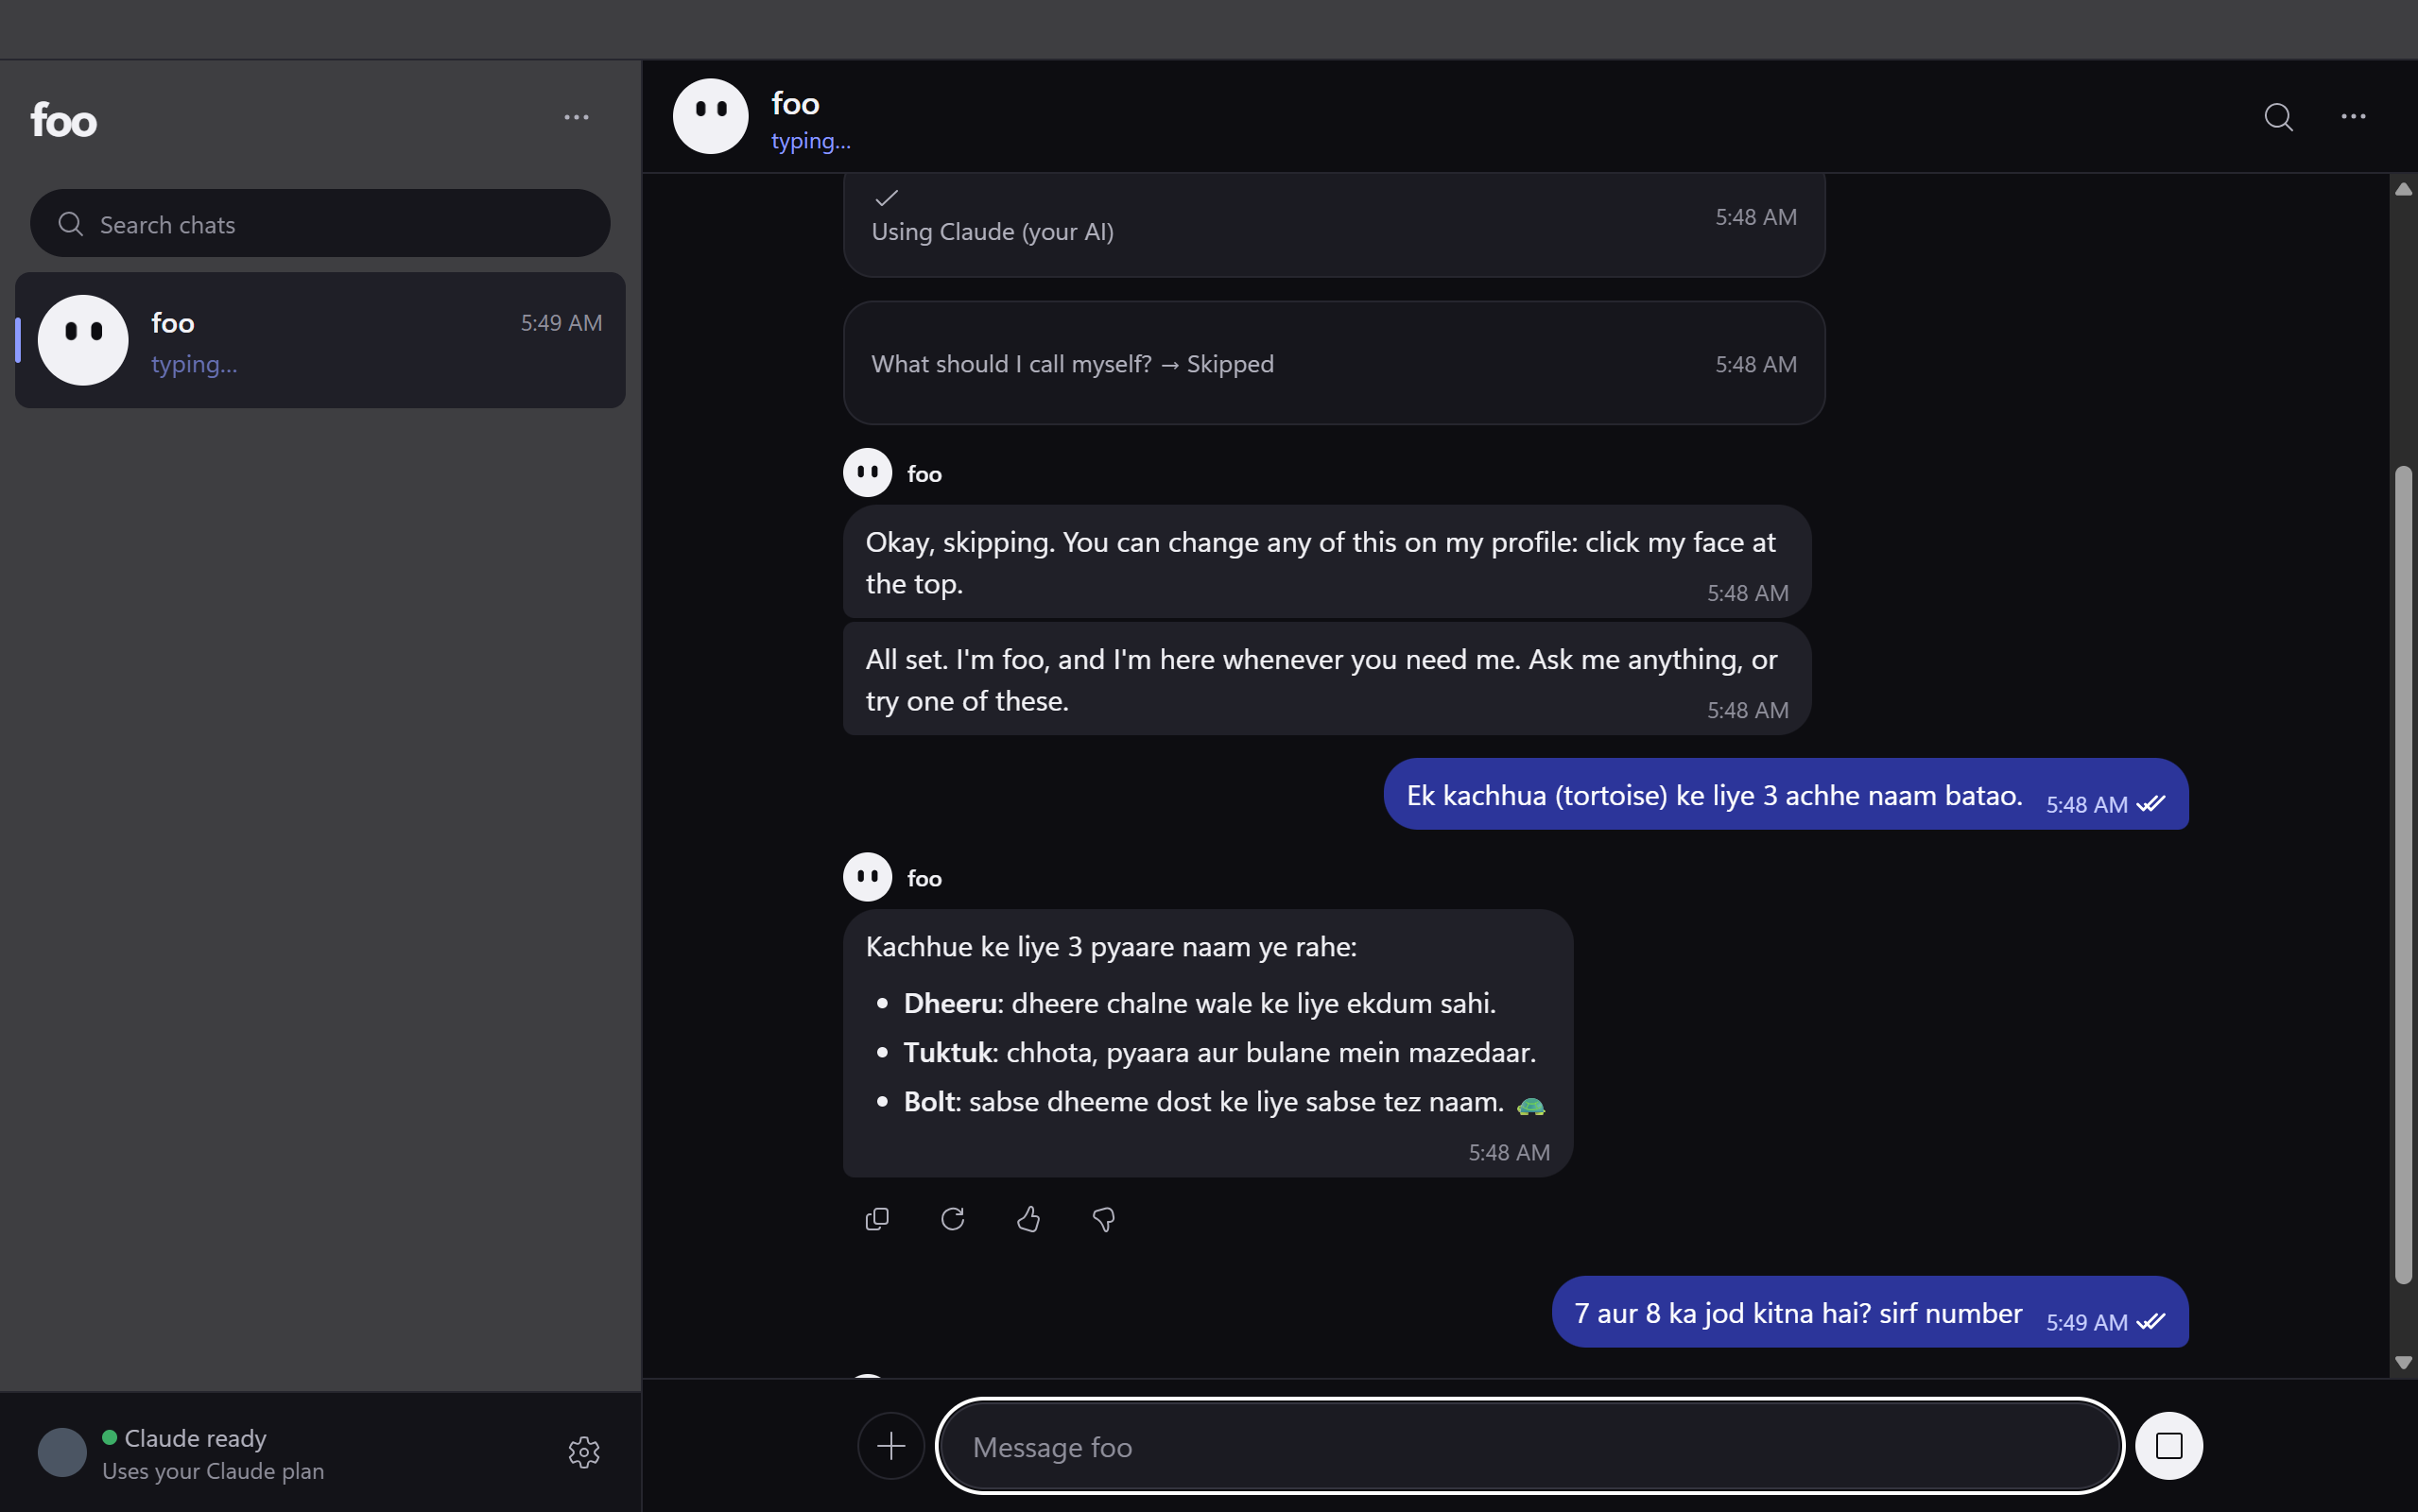 foo
Search chats
foo
5:49 AM
typing...
Claude ready
Uses your Claude plan
foo
typing...
Using Claude (your AI)
5:48 AM
What should I call myself? → Skipped
5:48 AM
foo
Okay, skipping. You can change any of this on my profile: click my face at
the top.
5:48 AM
All set. I'm foo, and I'm here whenever you need me. Ask me anything, or
try one of these.
5:48 AM
Ek kachhua (tortoise) ke liye 3 achhe naam batao.
5:48 AM
foo
Kachhue ke liye 3 pyaare naam ye rahe:
• Dheeru: dheere chalne wale ke liye ekdum sahi.
• Tuktuk: chhota, pyaara aur bulane mein mazedaar.
• Bolt: sabse dheeme dost ke liye sabse tez naam. 🐢
5:48 AM
7 aur 8 ka jod kitna hai? sirf number
5:49 AM
Message foo